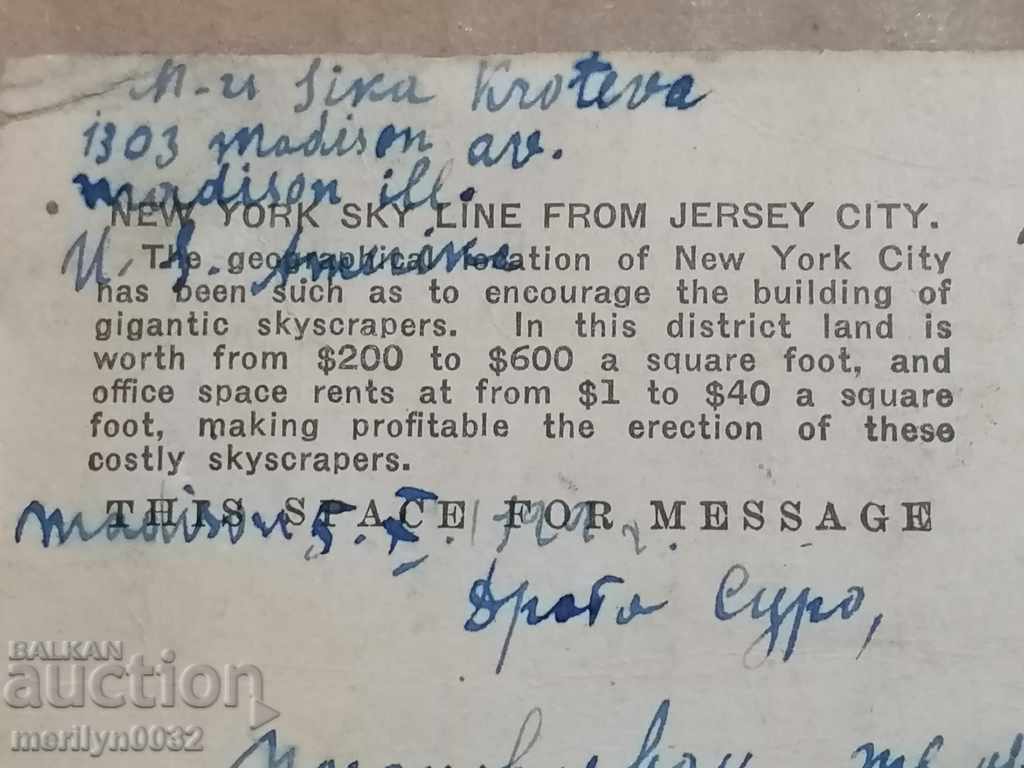 М-и Sika Kroteva
1303 madison av.
madison ill.
NEW YORK SKY LINE FROM JERSEY CITY.
U. S. America
The geographical location of New York City
has been such as to encourage the building of
gigantic skyscrapers. In this district land is
worth from $200 to $600 a square foot, and
office space rents at from $1 to $40 a square
foot, making profitable the erection of these
costly skyscrapers.
THIS SPACE FOR MESSAGE
madison 5. X.
Драга Сиро,
BALKAN
auction
merilyn0032